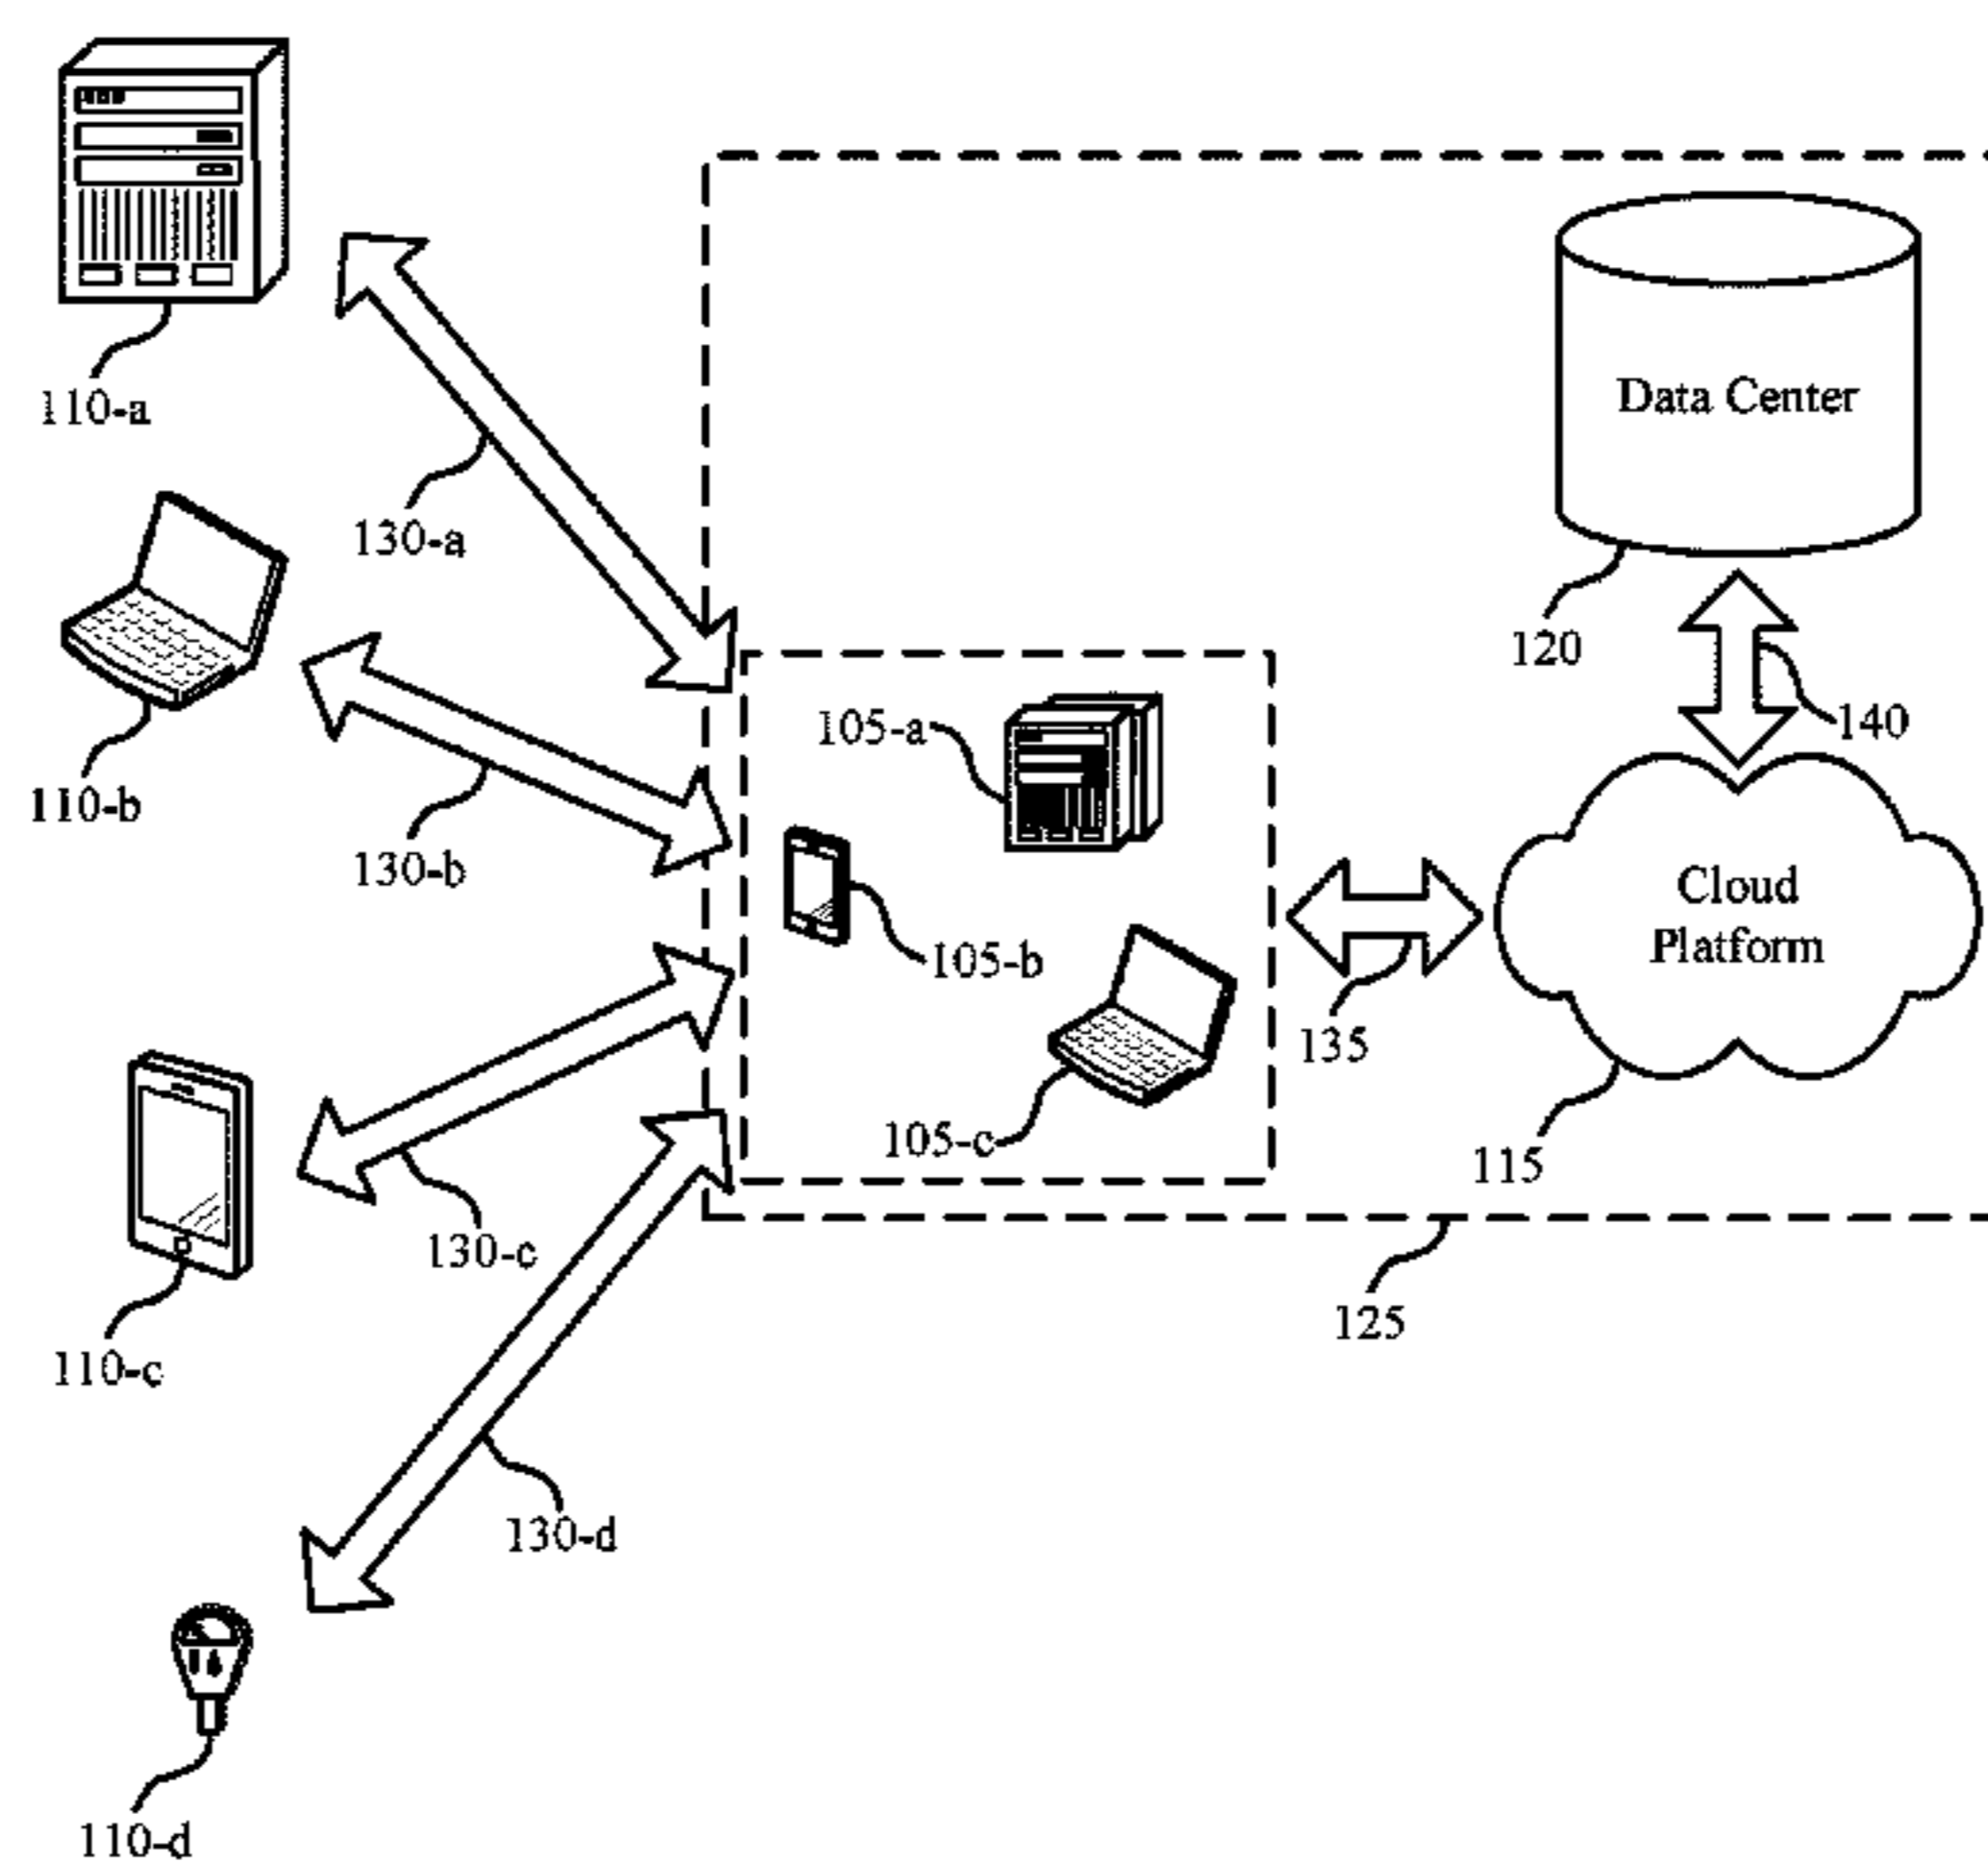 110-a
130-a
Data Center
120
140
105-a
110-b
130-b
105-b
Cloud
Platform
135
105-c
115
130-c
125
110-c
130-d
110-d